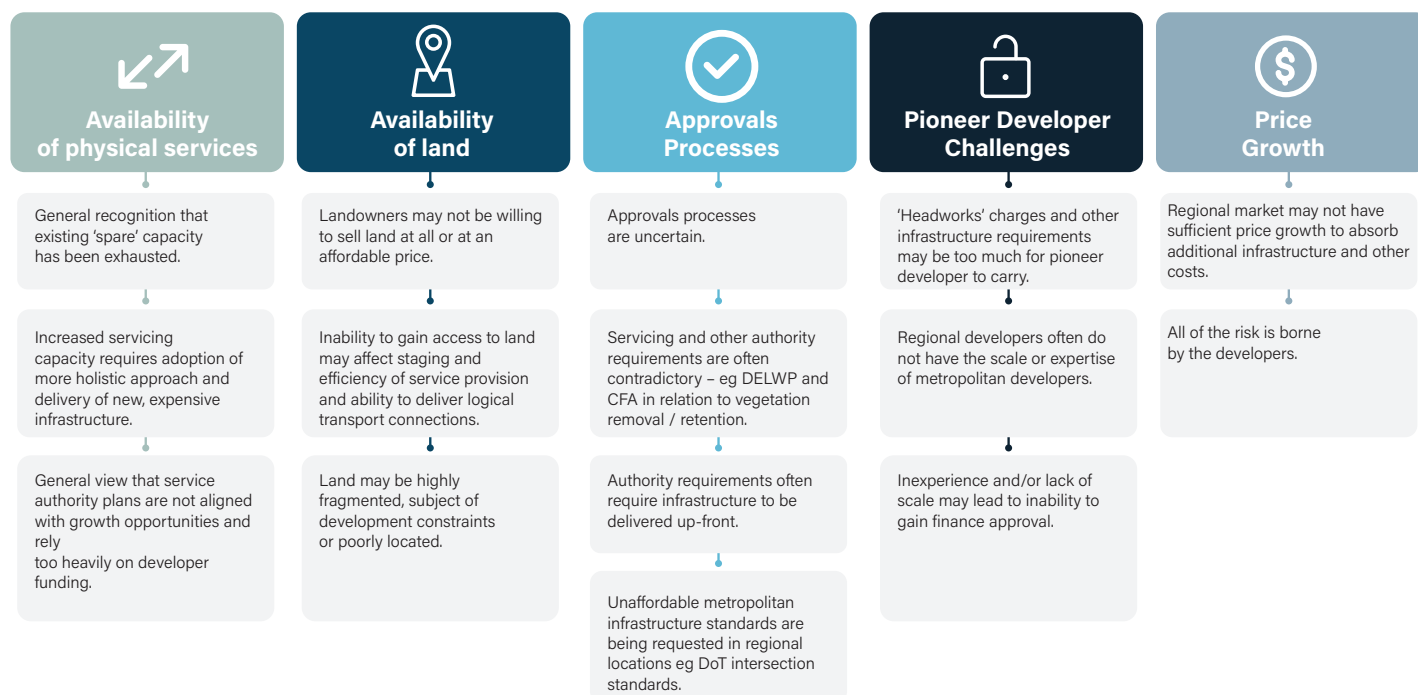 Availability
of physical services
General recognition that
existing ‘spare’ capacity
has been exhausted.
Increased servicing
capacity requires adoption of
more holistic approach and
delivery of new, expensive
infrastructure.
General view that service
authority plans are not aligned
with growth opportunities and
rely
too heavily on developer
funding.
Availability
of land
Landowners may not be willing
to sell land at all or at an
affordable price.
Inability to gain access to land
may affect staging and
efficiency of service provision
and ability to deliver logical
transport connections.
Land may be highly
fragmented, subject of
development constraints
or poorly located.
Approvals
Processes
Approvals processes
are uncertain.
Servicing and other authority
requirements are often
contradictory – eg DELWP and
CFA in relation to vegetation
removal / retention.
Authority requirements often
require infrastructure to be
delivered up-front.
Unaffordable metropolitan
infrastructure standards are
being requested in regional
locations eg DoT intersection
standards.
Pioneer Developer
Challenges
‘Headworks’ charges and other
infrastructure requirements
may be too much for pioneer
developer to carry.
Regional developers often do
not have the scale or expertise
of metropolitan developers.
Inexperience and/or lack of
scale may lead to inability to
gain finance approval.
Price
Growth
Regional market may not have
sufficient price growth to absorb
additional infrastructure and other
costs.
All of the risk is borne
by the developers.